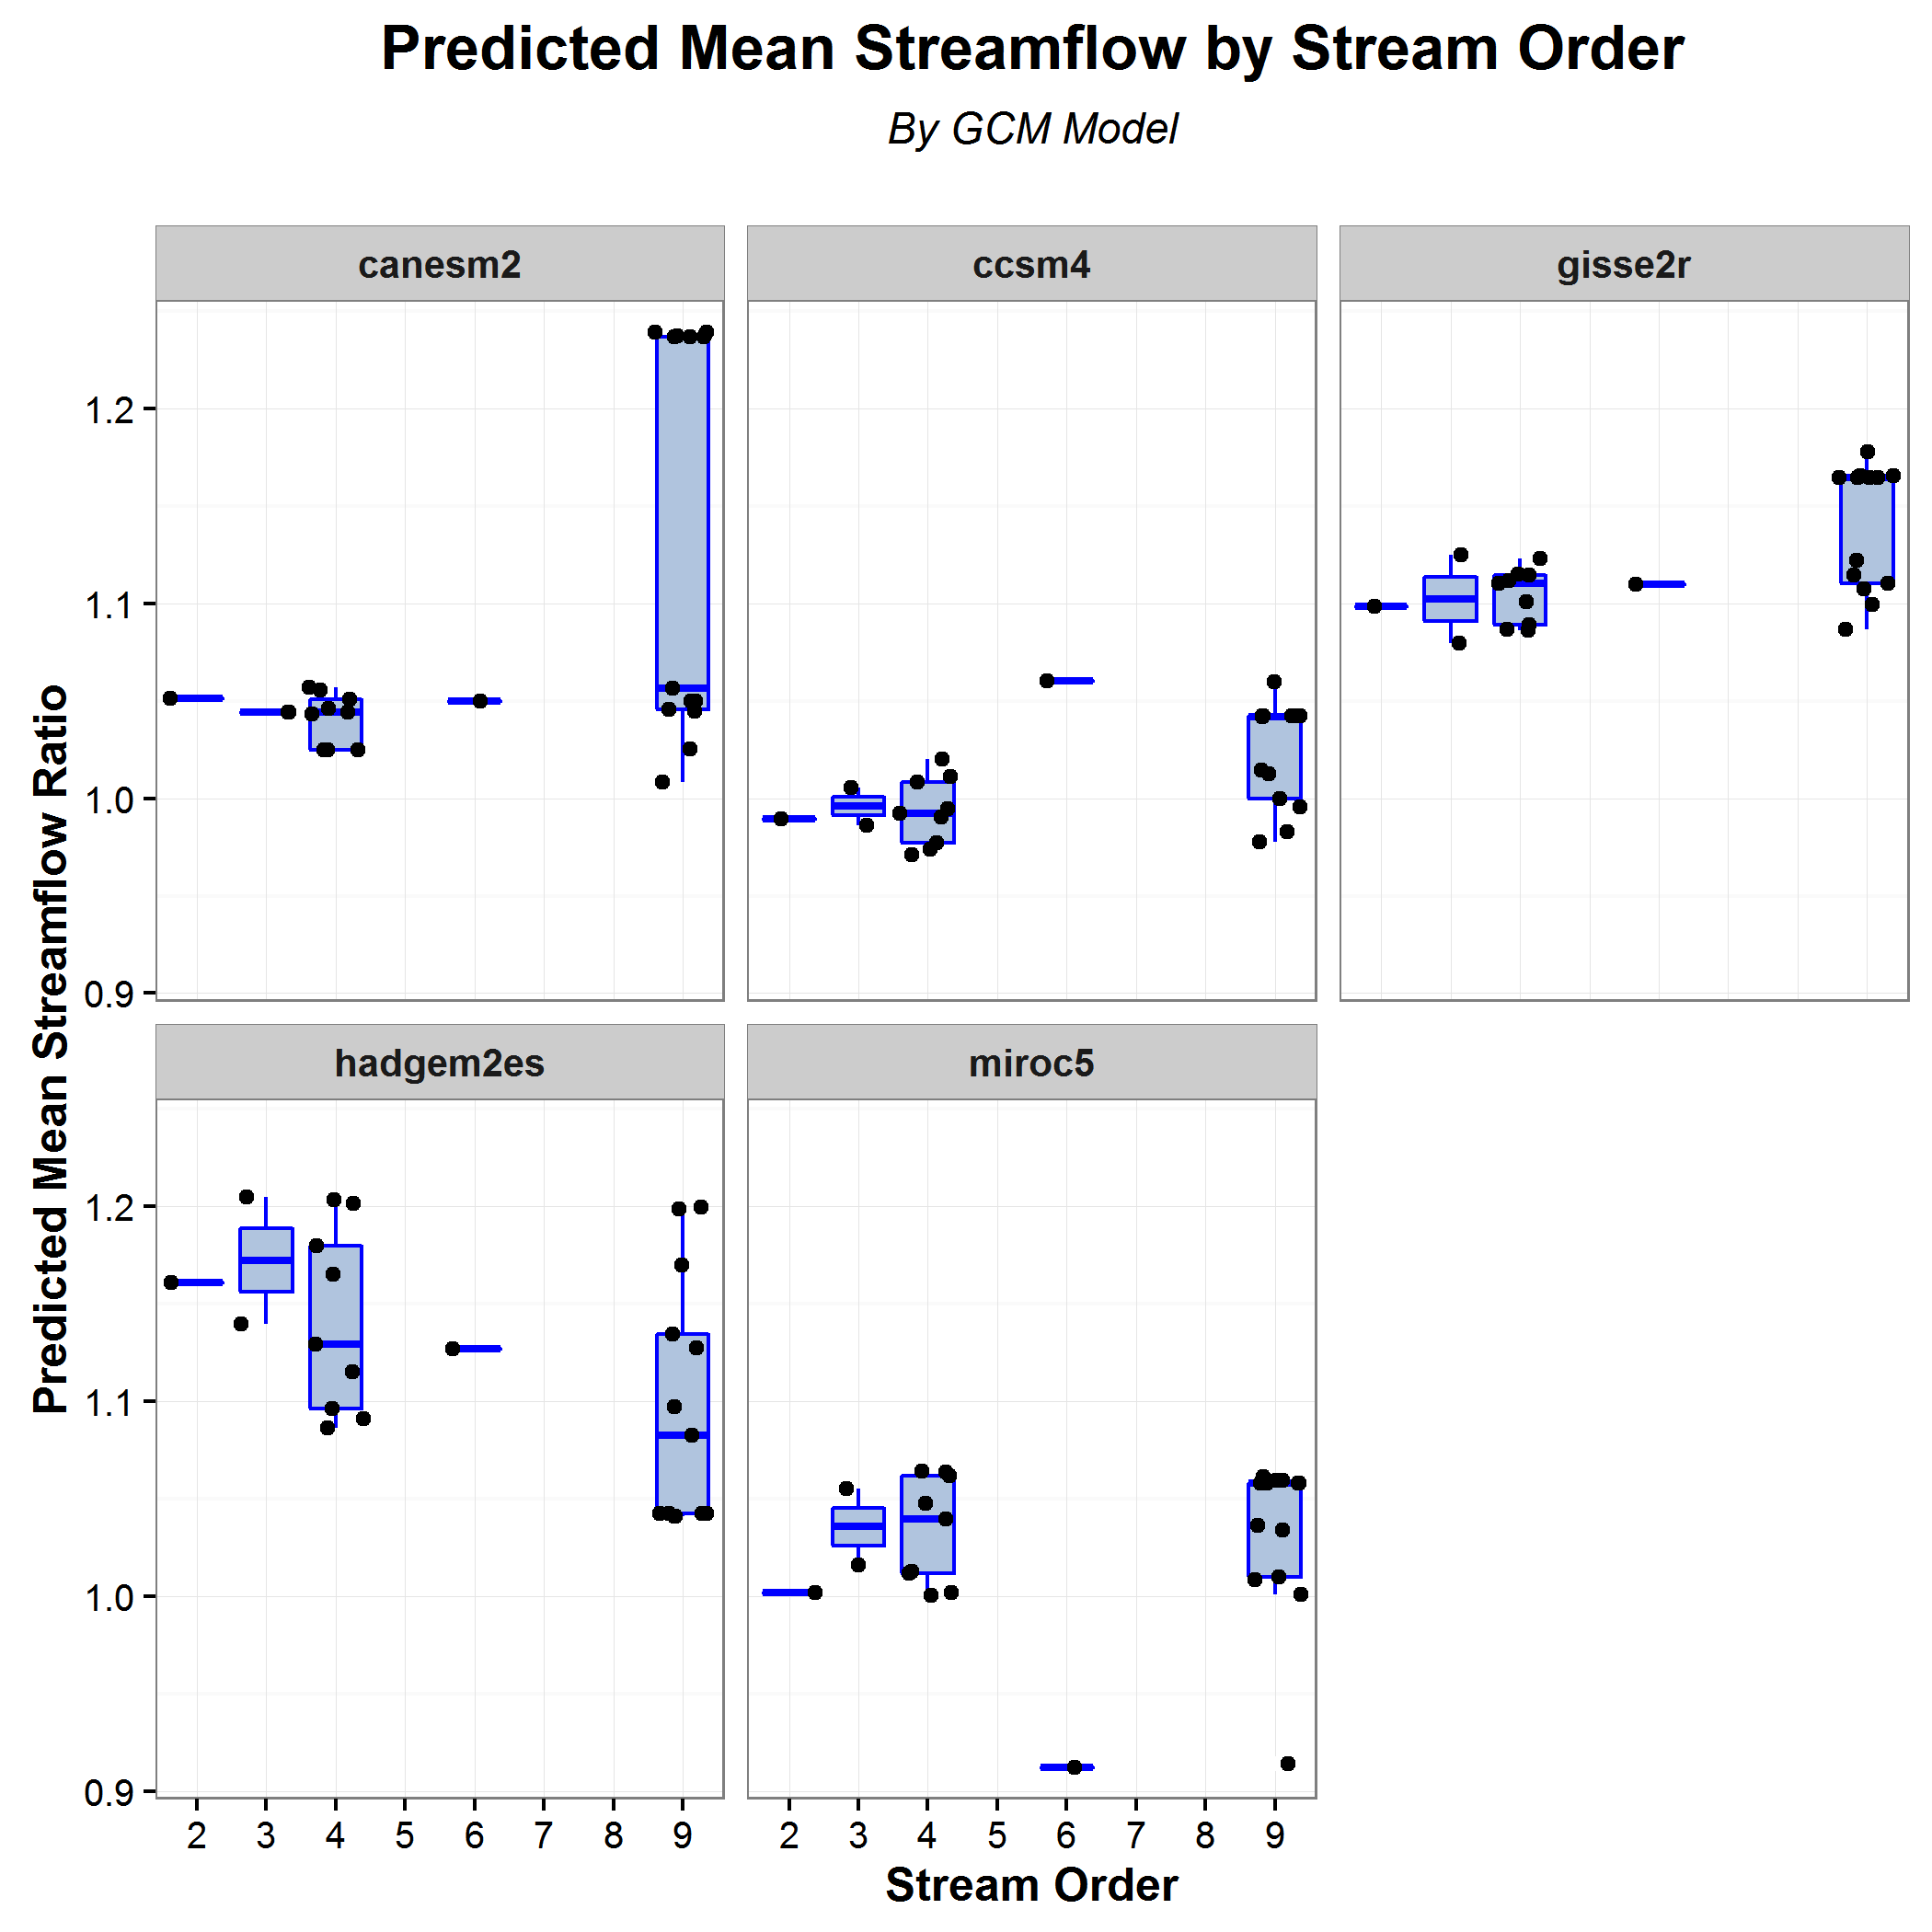 Predicted Mean Streamflow by Stream Order
By GCM Model
canesm2
ccsm4
gisse2r
1.2
1.1
1.0
0.9
Predicted Mean Streamflow Ratio
hadgem2es
miroc5
1.2
1.1
1.0
0.9
2 3 4 5 6 7 8 9
2 3 4 5 6 7 8 9
Stream Order